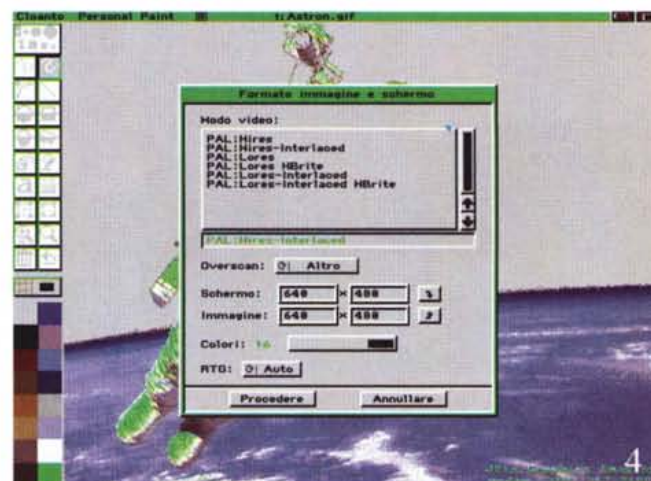 Cloanto Personal Paint t:Astron.gif
Formato immagine e schermo
Modo video:
PAL:Hires
PAL:Hires-Interlaced
PAL:Lores
PAL:Lores HBrite
PAL:Lores-Interlaced
PAL:Lores-Interlaced HBrite
PAL:Hires-Interlaced
Overscan: Altro
Schermo: 640 × 480
Immagine: 640 × 480
Colori: 16
RTG: Auto
Procedere Annullare
4